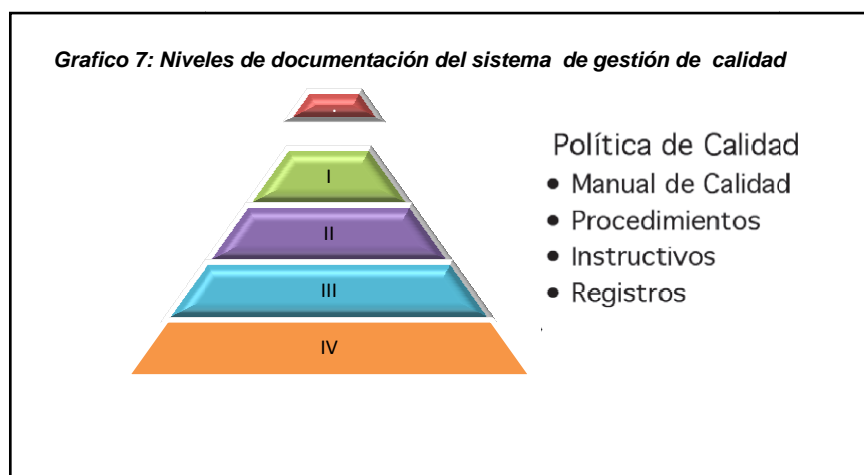 Grafico 7: Niveles de documentación del sistema de gestión de calidad
.
I
II
III
IV
Política de Calidad
• Manual de Calidad
• Procedimientos
• Instructivos
• Registros